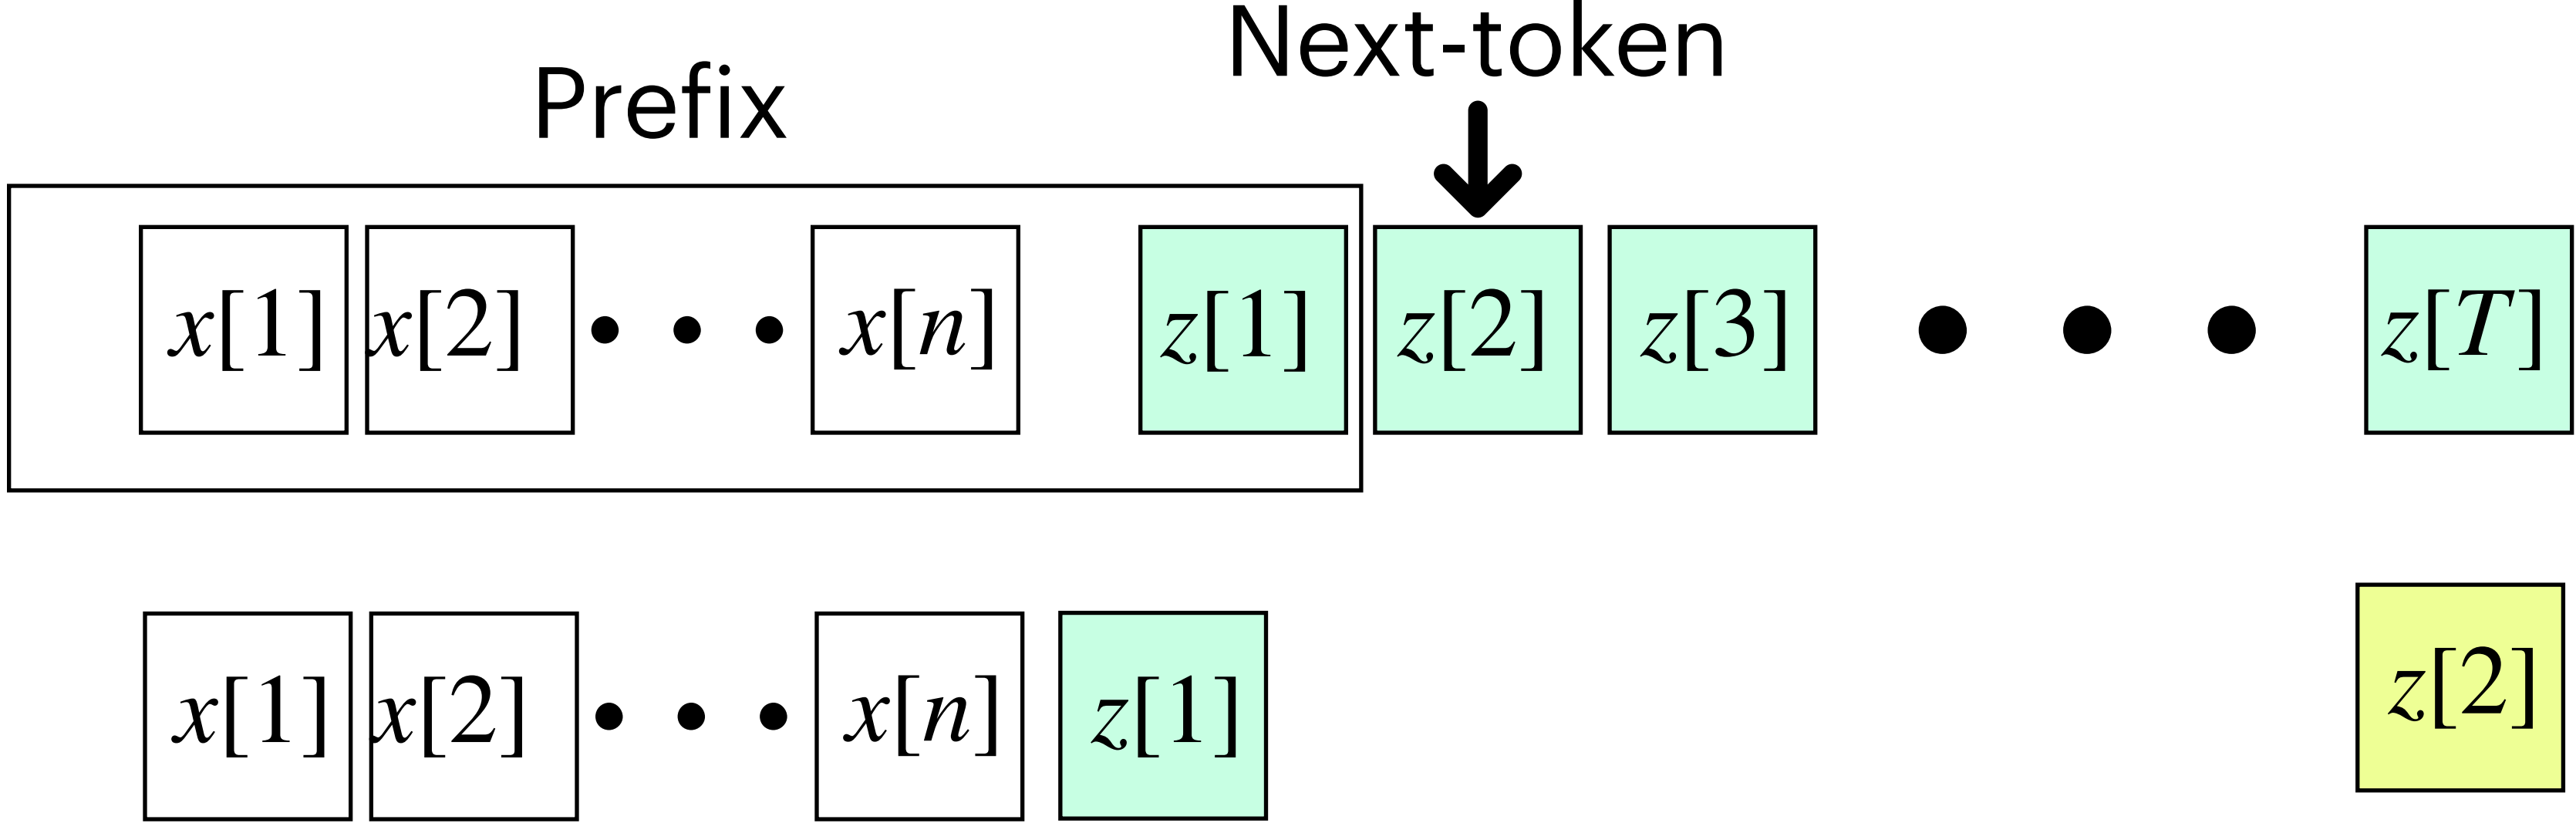 Next-token
Prefix
x[1] x[2] • • • x[n] z[1] z[2] z[3] • • • z[T]
x[1] x[2] • • • x[n] z[1] z[2]